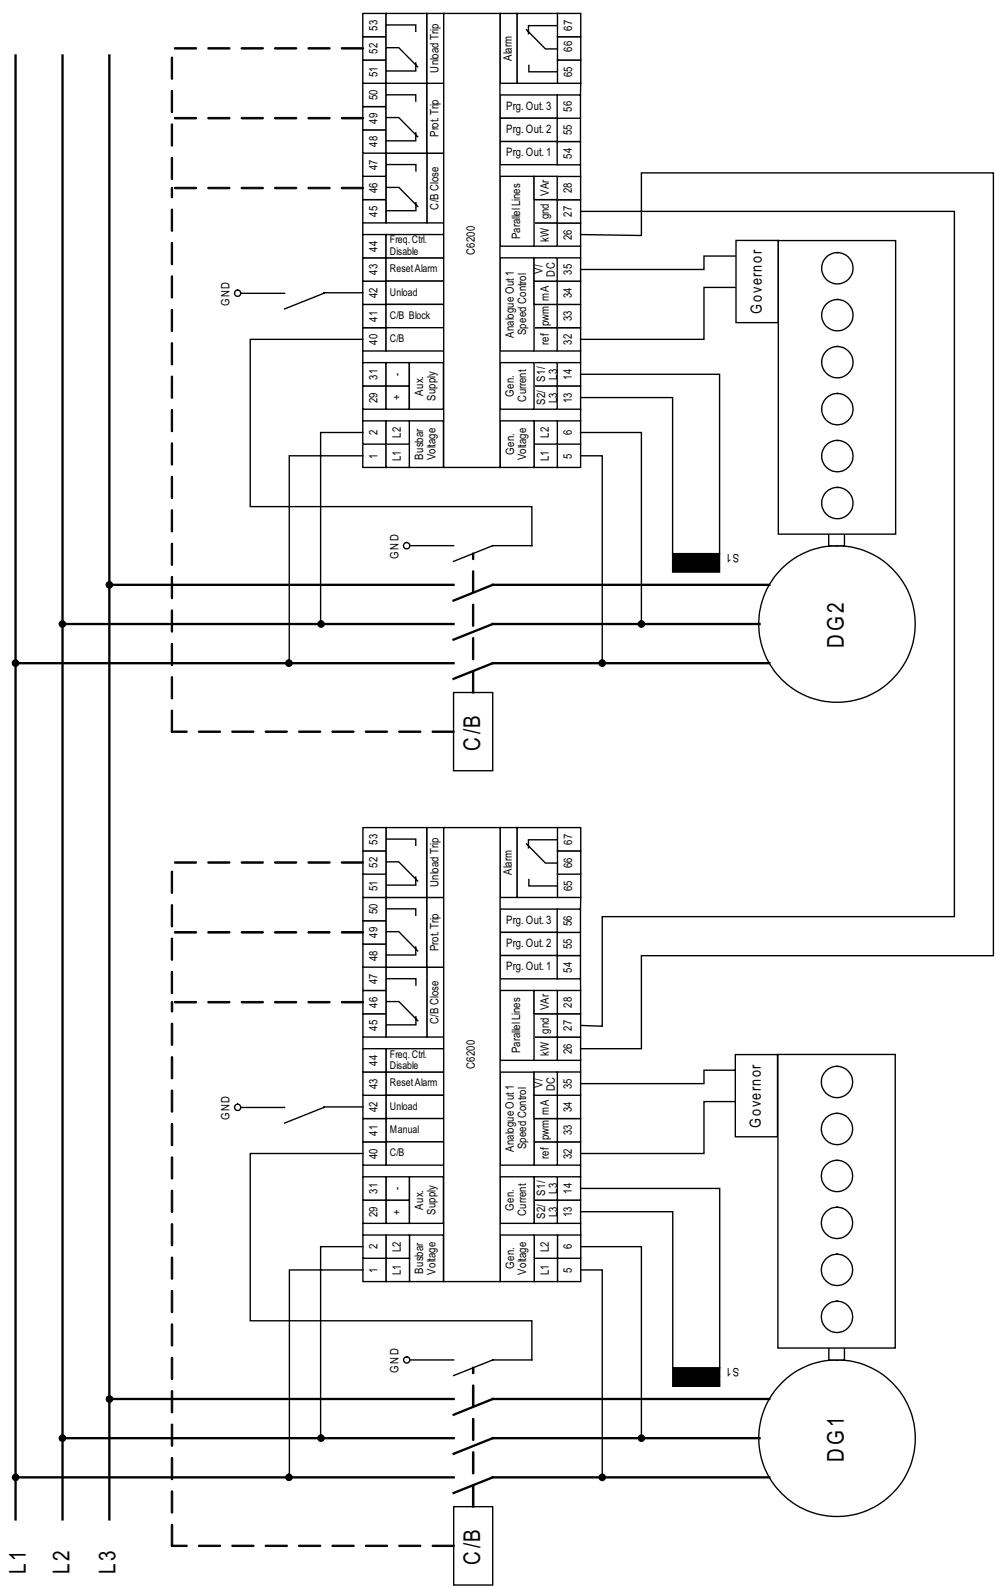 L1
L2
L3
C/B
DG1
GND
S1
1
2
29
31
40
41
42
43
44
45
46
47
48
49
50
51
52
53
L1
L2
+
-
C/B
Manual
Unload
Reset Alarm
Freq. Ctrl.
Disable
Busbar
Voltage
Aux.
Supply
C/B Close
Prot. Trip
Unload Trip
GND
C6200
Gen.
Voltage
Gen.
Current
Analogue Out 1
Speed Control
Parallel Lines
Prg. Out. 1
Prg. Out. 2
Prg. Out. 3
Alarm
L1
L2
S2/
L3
S1/
L3
ref
pwm
mA
V/
DC
kW
gnd
VAr
5
6
13
14
32
33
34
35
26
27
28
54
55
56
65
66
67
Governor
C/B
DG2
GND
S1
1
2
29
31
40
41
42
43
44
45
46
47
48
49
50
51
52
53
L1
L2
+
-
C/B
C/B Block
Unload
Reset Alarm
Freq. Ctrl.
Disable
Busbar
Voltage
Aux.
Supply
C/B Close
Prot. Trip
Unload Trip
GND
C6200
Gen.
Voltage
Gen.
Current
Analogue Out 1
Speed Control
Parallel Lines
Prg. Out. 1
Prg. Out. 2
Prg. Out. 3
Alarm
L1
L2
S2/
L3
S1/
L3
ref
pwm
mA
V/
DC
kW
gnd
VAr
5
6
13
14
32
33
34
35
26
27
28
54
55
56
65
66
67
Governor